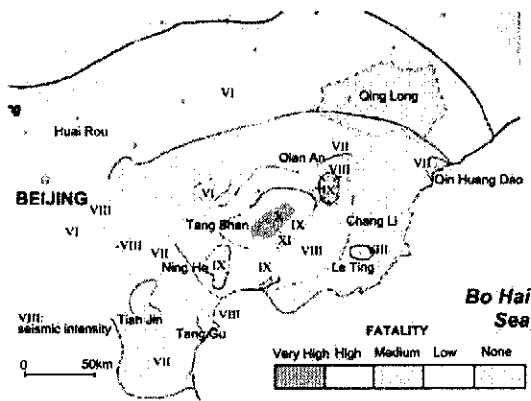 VI
Qing Long
Huai Rou
VII
Qian An
VIII
VII
IX
Qin Huang Dao
VI
BEIJING
VIII
VI
Tang Shan
X
IX
Chang Li
XI
VIII
VIII
VII
VIII
Ning He
IX
IX
Le Ting
Bo Hai
Sea
VIII:
seismic intensity
Tian Jin
VIII
Tang Gu
VII
FATALITY
0 50km
Very High High Medium Low None